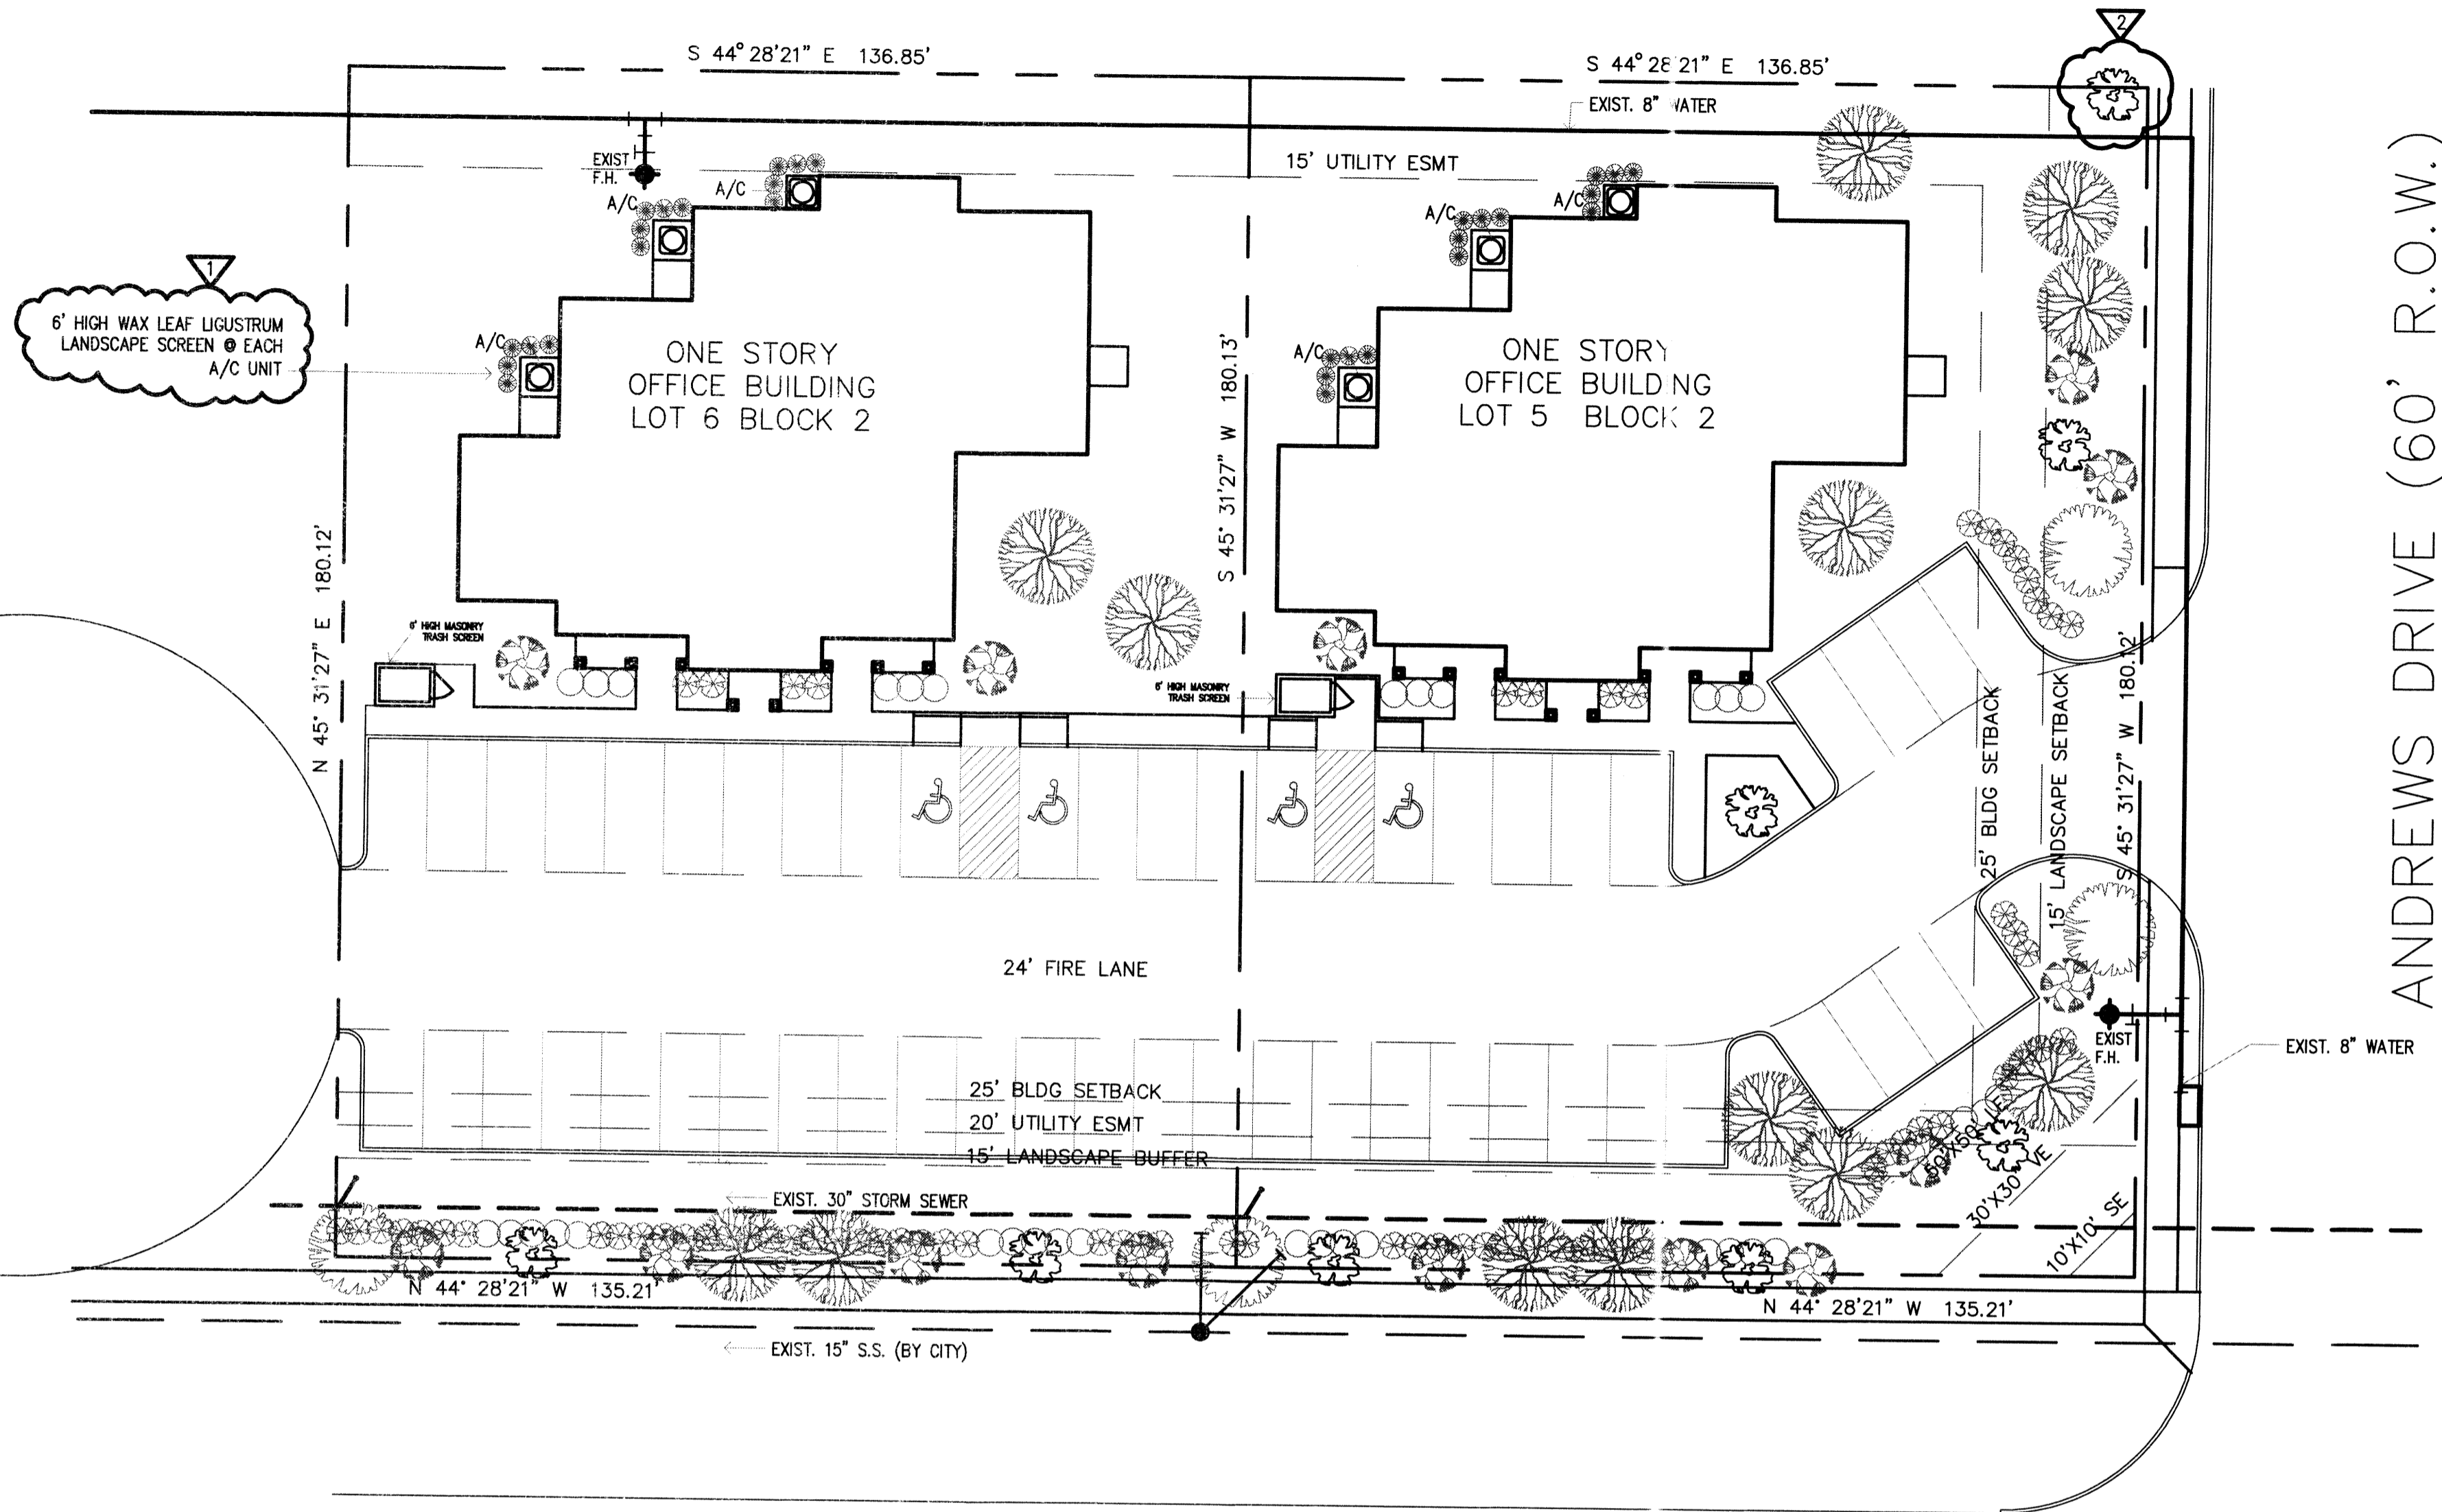 S 44° 28'21" E 136.85'
S 44° 28'21" E 136.85'
2
EXIST. 8" WATER
15' UTILITY ESMT
EXIST
F.H.
A/C
A/C
A/C
A/C
1
6' HIGH WAX LEAF LIGUSTRUM
LANDSCAPE SCREEN @ EACH
A/C UNIT
A/C
A/C
ONE STORY
OFFICE BUILDING
LOT 6 BLOCK 2
ONE STORY
OFFICE BUILDING
LOT 5 BLOCK 2
N 45° 31'27" E 180.12'
S 45° 31'27" W 180.13'
6' HIGH MASONRY
TRASH SCREEN
6' HIGH MASONRY
TRASH SCREEN
25' BLDG SETBACK
15' LANDSCAPE SETBACK
S 45° 31'27" W 180.12'
ANDREWS DRIVE (60' R.O.W.)
24' FIRE LANE
EXIST
F.H.
EXIST. 8" WATER
25' BLDG SETBACK
20' UTILITY ESMT
15' LANDSCAPE BUFFER
30'X30' VE
10'X10' SE
EXIST. 30" STORM SEWER
N 44° 28'21" W 135.21'
N 44° 28'21" W 135.21'
EXIST. 15" S.S. (BY CITY)